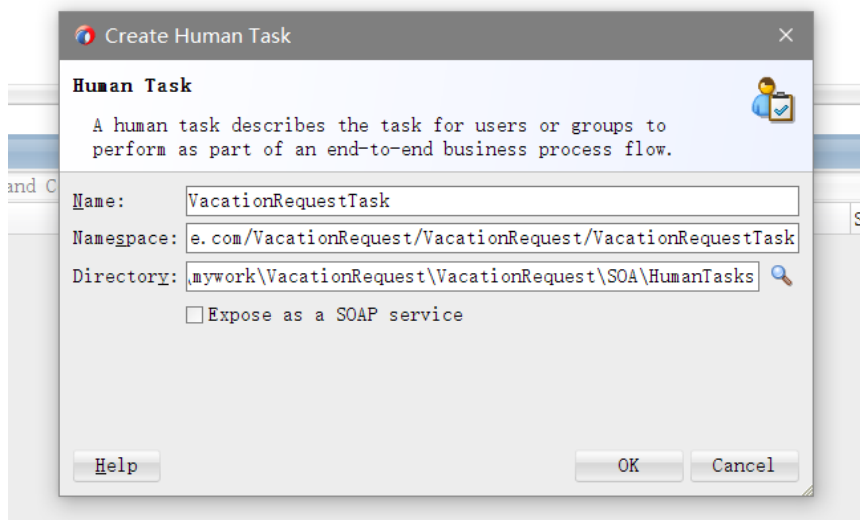 Create Human Task
Human Task
A human task describes the task for users or groups to
perform as part of an end-to-end business process flow.
and C
S
Name: VacationRequestTask
Namespace: e.com/VacationRequest/VacationRequest/VacationRequestTask
Directory: \mywork\VacationRequest\VacationRequest\SOA\HumanTasks
Expose as a SOAP service
Help OK Cancel